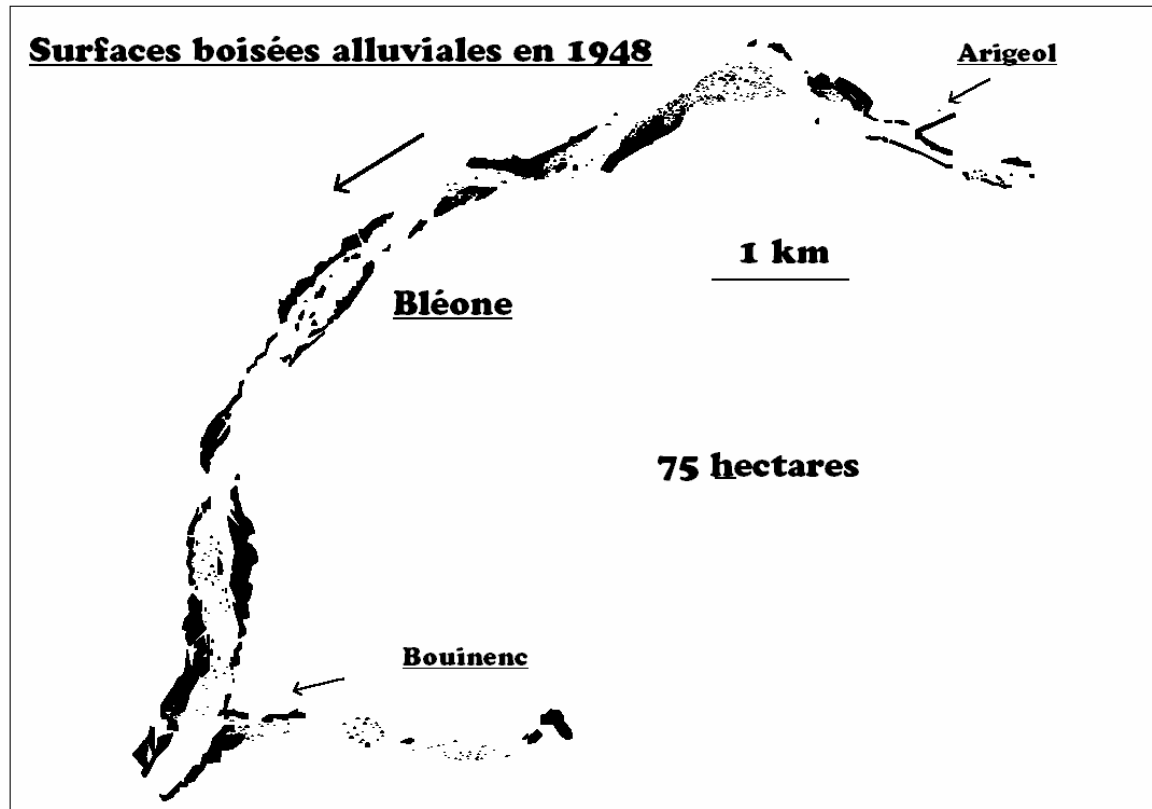 Surfaces boisées alluviales en 1948
Arigeol
1 km
Bléone
75 hectares
Bouinenc